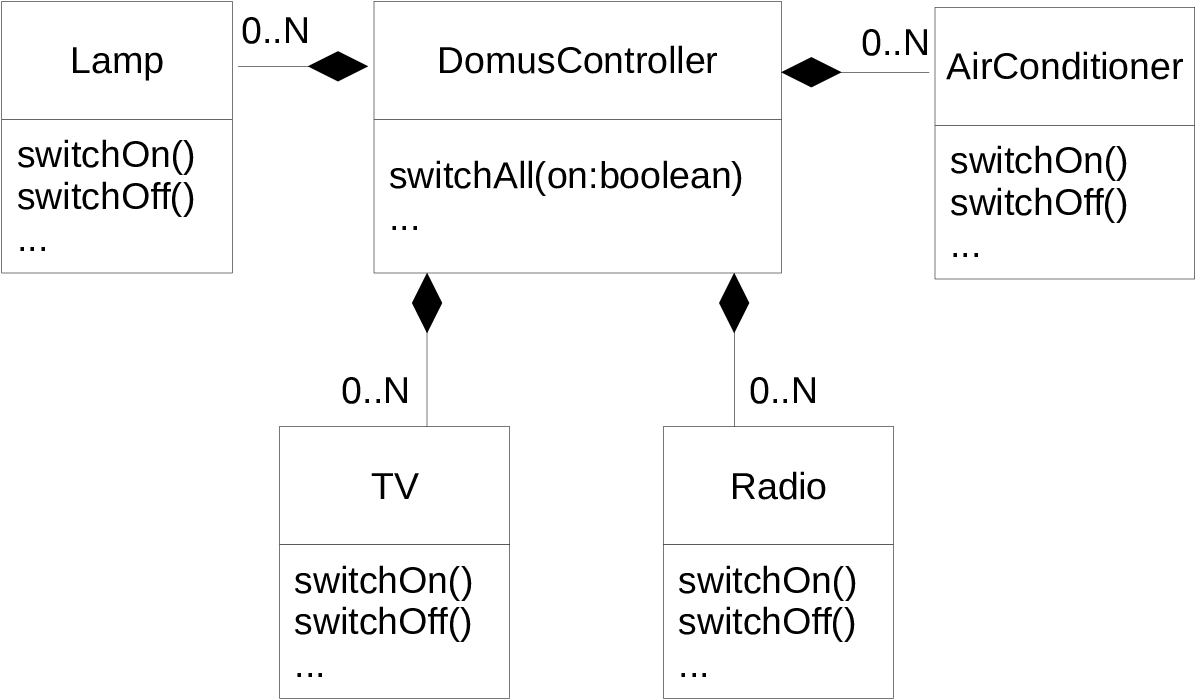 Lamp
switchOn()
switchOff()
...
0..N
DomusController
switchAll(on:boolean)
...
0..N
AirConditioner
switchOn()
switchOff()
...
0..N
TV
switchOn()
switchOff()
...
0..N
Radio
switchOn()
switchOff()
...